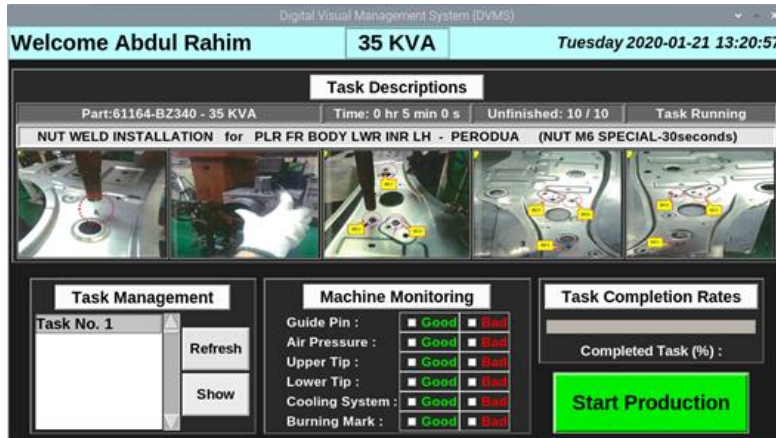 Digital Visual Management System (DVMS)
Welcome Abdul Rahim 35 KVA Tuesday 2020-01-21 13:20:57
Task Descriptions
Part:61164-BZ340 - 35 KVA Time: 0 hr 5 min 0 s Unfinished: 10 / 10 Task Running
NUT WELD INSTALLATION for PLR FR BODY LWR INR LH - PERODUA (NUT M6 SPECIAL-30seconds)
Task Management
Task No. 1
Refresh
Show
Machine Monitoring
Guide Pin : Good Bad
Air Pressure : Good Bad
Upper Tip : Good Bad
Lower Tip : Good Bad
Cooling System : Good Bad
Burning Mark : Good Bad
Task Completion Rates
Completed Task (%) :
Start Production